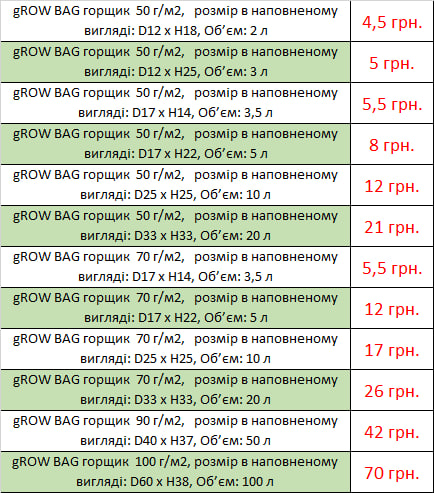 gROW BAG горщик 50 г/м2, розмір в наповненому
вигляді: D12 х H18, Об’єм: 2 л
4,5 грн.
gROW BAG горщик 50 г/м2, розмір в наповненому
вигляді: D12 х H25, Об’єм: 3 л
5 грн.
gROW BAG горщик 50 г/м2, розмір в наповненому
вигляді: D17 х H14, Об’єм: 3,5 л
5,5 грн.
gROW BAG горщик 50 г/м2, розмір в наповненому
вигляді: D17 х H22, Об’єм: 5 л
8 грн.
gROW BAG горщик 50 г/м2, розмір в наповненому
вигляді: D25 х H25, Об’єм: 10 л
12 грн.
gROW BAG горщик 50 г/м2, розмір в наповненому
вигляді: D33 х H33, Об’єм: 20 л
21 грн.
gROW BAG горщик 70 г/м2, розмір в наповненому
вигляді: D17 х H14, Об’єм: 3,5 л
5,5 грн.
gROW BAG горщик 70 г/м2, розмір в наповненому
вигляді: D17 х H22, Об’єм: 5 л
12 грн.
gROW BAG горщик 70 г/м2, розмір в наповненому
вигляді: D25 х H25, Об’єм: 10 л
17 грн.
gROW BAG горщик 70 г/м2, розмір в наповненому
вигляді: D33 х H33, Об’єм: 20 л
26 грн.
gROW BAG горщик 90 г/м2, розмір в наповненому
вигляді: D40 х H37, Об’єм: 50 л
42 грн.
gROW BAG горщик 100 г/м2, розмір в наповненому
вигляді: D60 х H38, Об’єм: 100 л
70 грн.